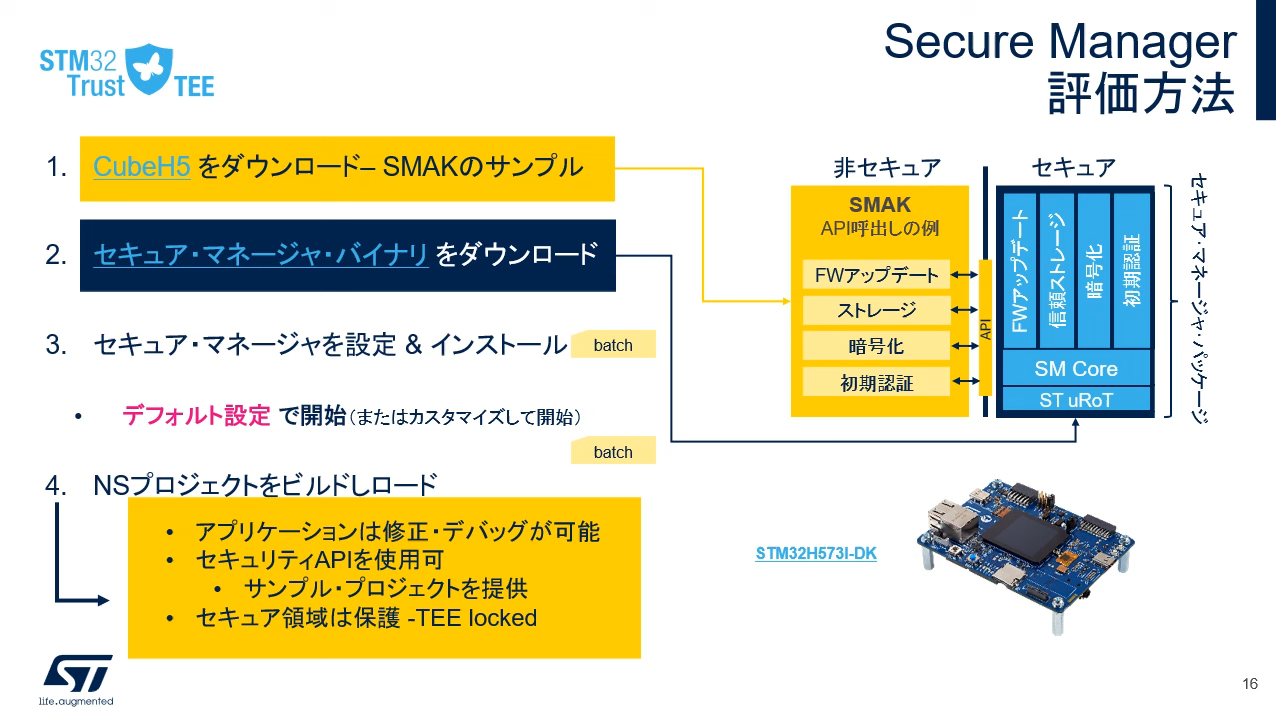 STM32
Trust
TEE
Secure Manager
評価方法
1. CubeH5 をダウンロード– SMAKのサンプル
2. セキュア・マネージャ・バイナリ をダウンロード
3. セキュア・マネージャを設定 & インストール
batch
• デフォルト設定 で開始（またはカスタマイズして開始）
batch
4. NSプロジェクトをビルドしロード
• アプリケーションは修正・デバッグが可能
• セキュリティAPIを使用可
• サンプル・プロジェクトを提供
• セキュア領域は保護 -TEE locked
非セキュア
セキュア
SMAK
API呼出しの例
FWアップデート
ストレージ
暗号化
初期認証
API
FWアップデート
信頼ストレージ
暗号化
初期認証
SM Core
ST uRoT
セキュア・マネージャ・パッケージ
STM32H573I-DK
ST
life.augmented
16